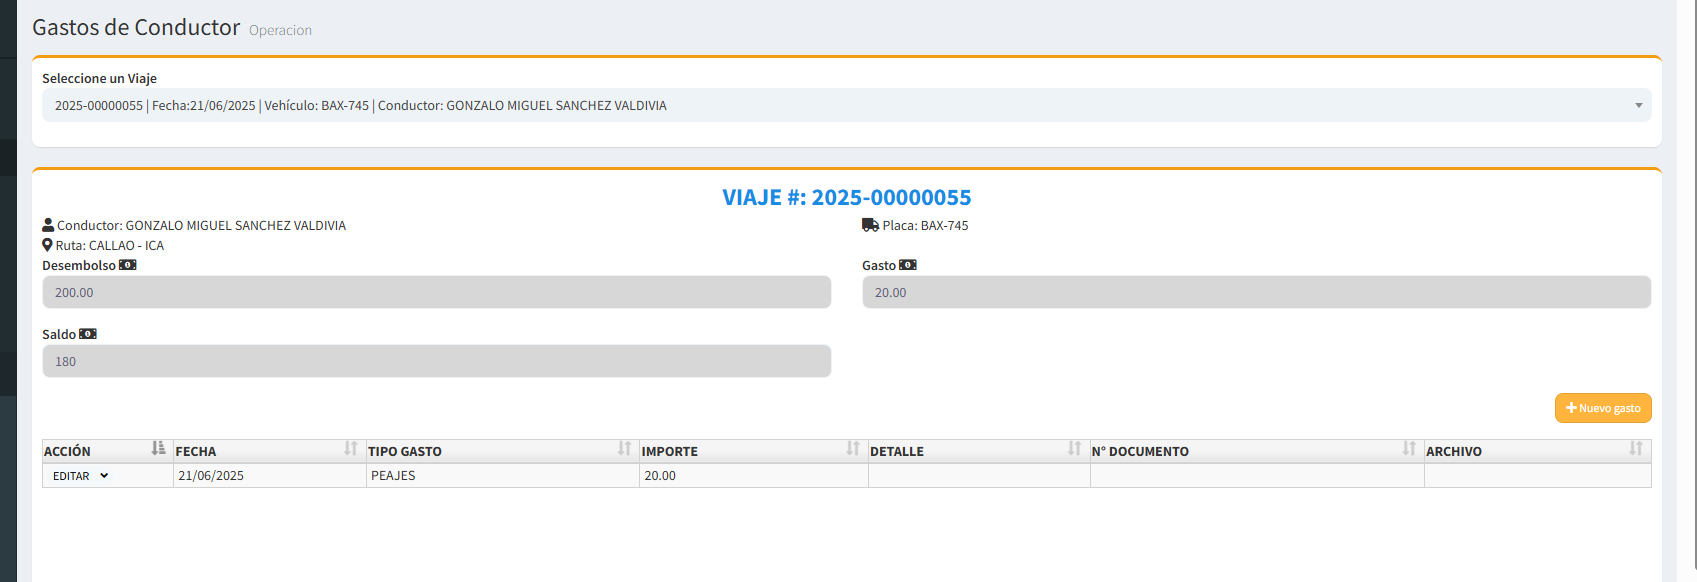 Gastos de Conductor Operacion
Seleccione un Viaje
2025-00000055 | Fecha:21/06/2025 | Vehículo: BAX-745 | Conductor: GONZALO MIGUEL SANCHEZ VALDIVIA
VIAJE #: 2025-00000055
Conductor: GONZALO MIGUEL SANCHEZ VALDIVIA
Placa: BAX-745
Ruta: CALLAO - ICA
Desembolso
Gasto
200.00
20.00
Saldo
180
Nuevo gasto
ACCIÓN FECHA TIPO GASTO IMPORTE DETALLE N° DOCUMENTO ARCHIVO
EDITAR 21/06/2025 PEAJES 20.00